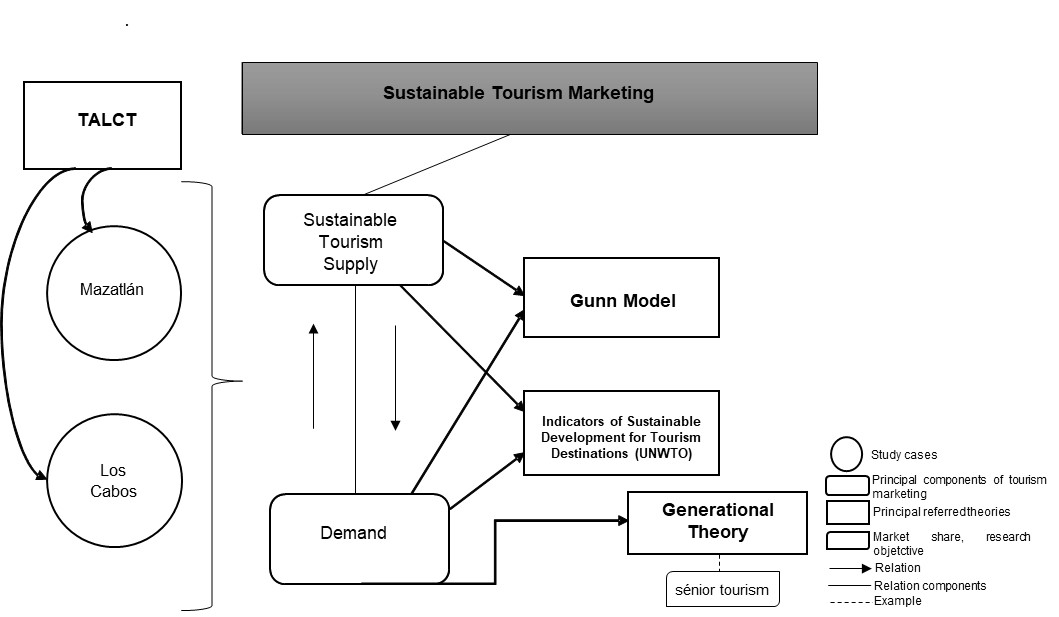 Sustainable Tourism Marketing
TALCT
Sustainable
Tourism
Supply
Mazatlán
Gunn Model
Indicators of Sustainable
Development for Tourism
Destinations (UNWTO)
Los
Cabos
Demand
Generational
Theory
sénior tourism
Study cases
Principal components of tourism
marketing
Principal referredtheories
Market share, research
objetctive
Relation
Relation components
Example